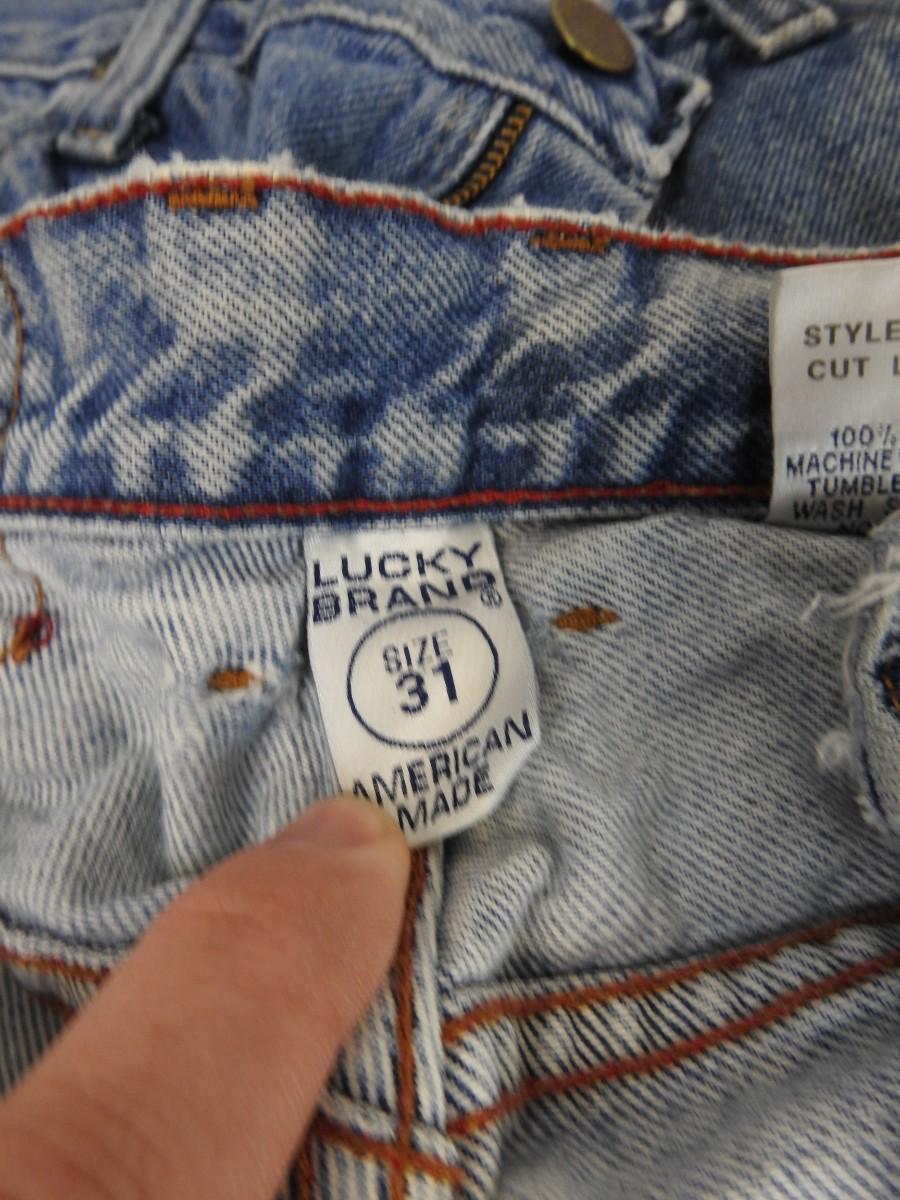 LUCKY
BRAND®
SIZE
31
AMERICAN
MADE
STYLE
CUT
100%
MACHINE
TUMBLE
WASH